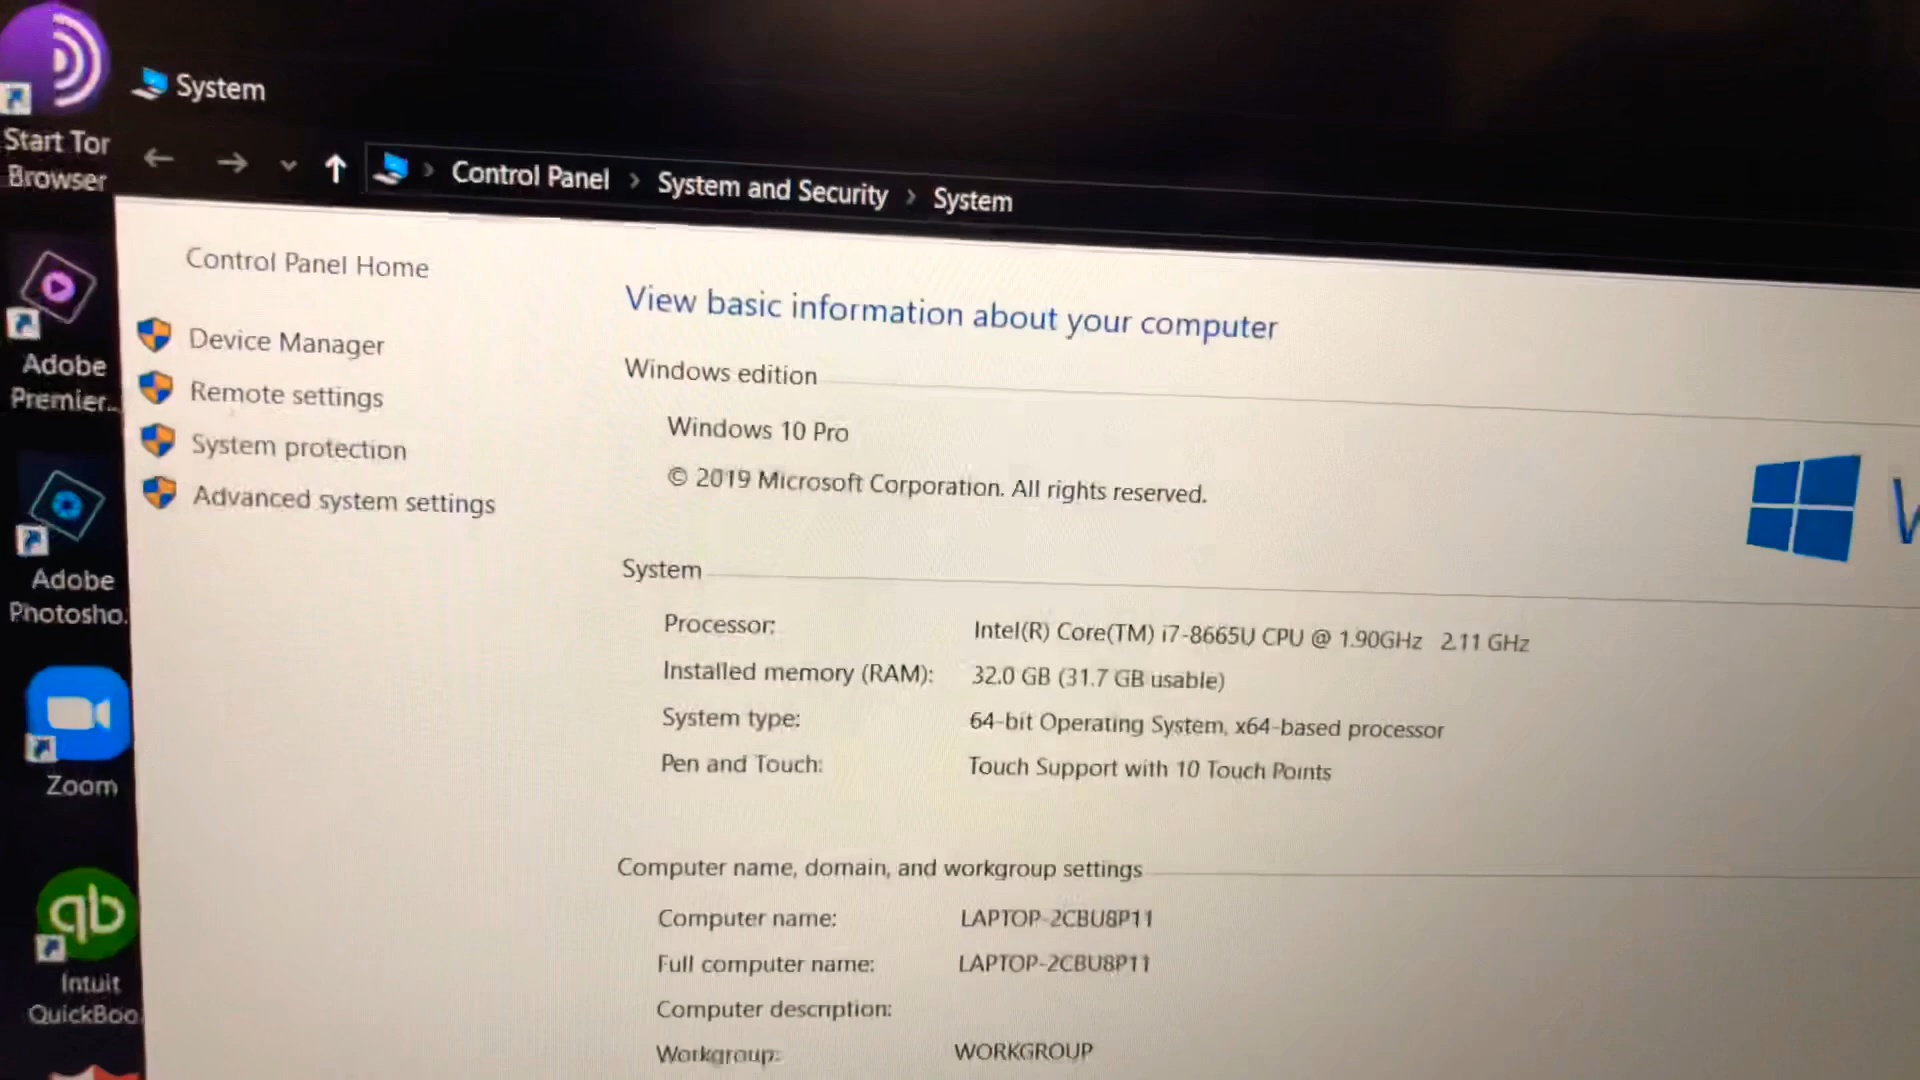 System
Start Tor
Browser
Control Panel > System and Security > System
Control Panel Home
Device Manager
Remote settings
System protection
Advanced system settings
Adobe
Premier...
Adobe
Photosho.
Zoom
qb
Intuit
QuickBoo
View basic information about your computer
Windows edition
Windows 10 Pro
© 2019 Microsoft Corporation. All rights reserved.
System
Processor: Intel(R) Core(TM) i7-8665U CPU @ 1.90GHz 2.11 GHz
Installed memory (RAM): 32.0 GB (31.7 GB usable)
System type: 64-bit Operating System, x64-based processor
Pen and Touch: Touch Support with 10 Touch Points
Computer name, domain, and workgroup settings
Computer name: LAPTOP-2CBU8P11
Full computer name: LAPTOP-2CBU8P11
Computer description:
Workgroup: WORKGROUP